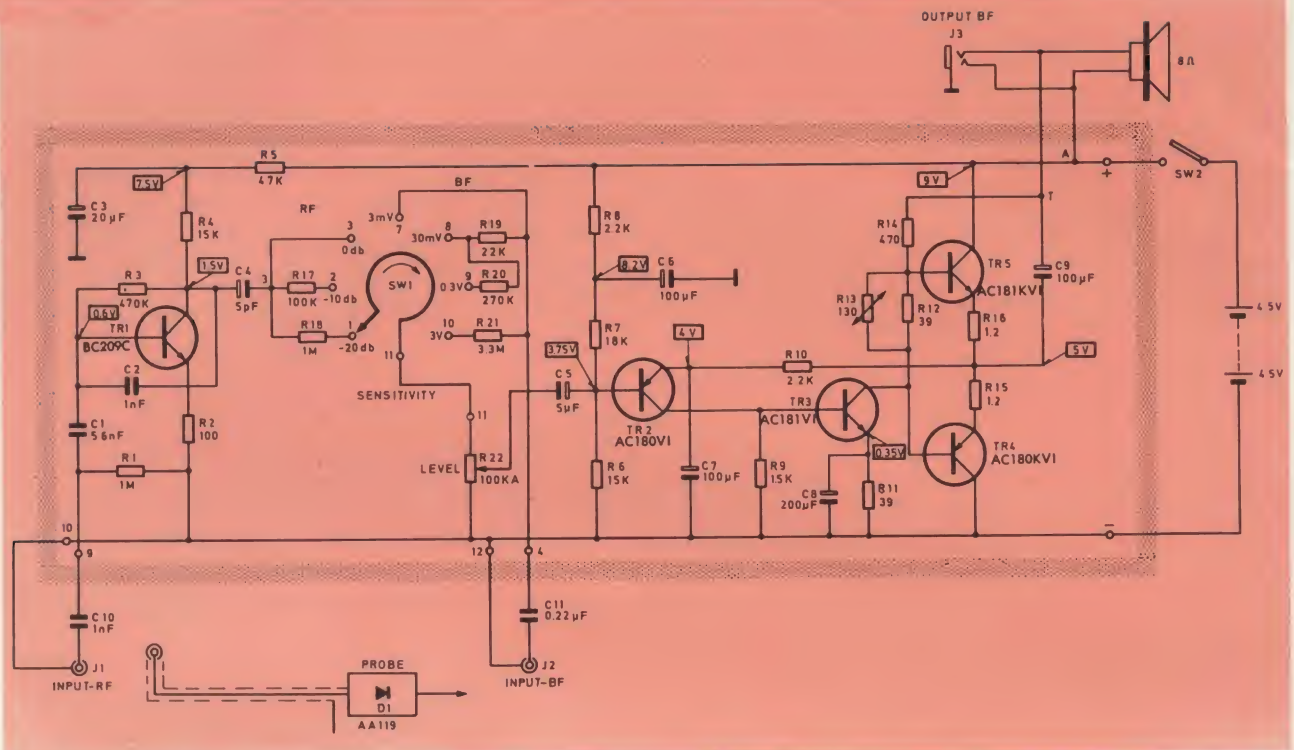 OUTPUT BF
J3
8Ω
R5
47K
A
+
SW2
7.5V
C3
20µF
R4
15K
RF
BF
3mV
7
3
0db
30mV
8
R19
22K
R8
2.2K
9V
T
R14
470
1.5V
C4
5pF
3
R17
100K
2
-10db
SW1
0.3V
9
R20
270K
8.2V
C6
100µF
TR5
AC181KVI
C9
100µF
R3
470K
0.6V
TR1
BC209C
R18
1M
1
-20db
3V
10
R21
3.3M
R7
18K
R13
130
R12
39
R16
1.2
4.5V
C2
1nF
11
SENSITIVITY
3.75V
4V
R10
2.2K
5V
4.5V
C5
5µF
TR2
AC180VI
TR3
AC181VI
R15
1.2
C1
56nF
R2
100
R1
1M
11
LEVEL
R22
100KA
R6
15K
C7
100µF
R9
1.5K
0.35V
TR4
AC180KVI
C8
200µF
R11
39
10
9
12
4
–
C10
1nF
C11
0.22µF
J1
INPUT-RF
J2
INPUT-BF
PROBE
D1
AA119